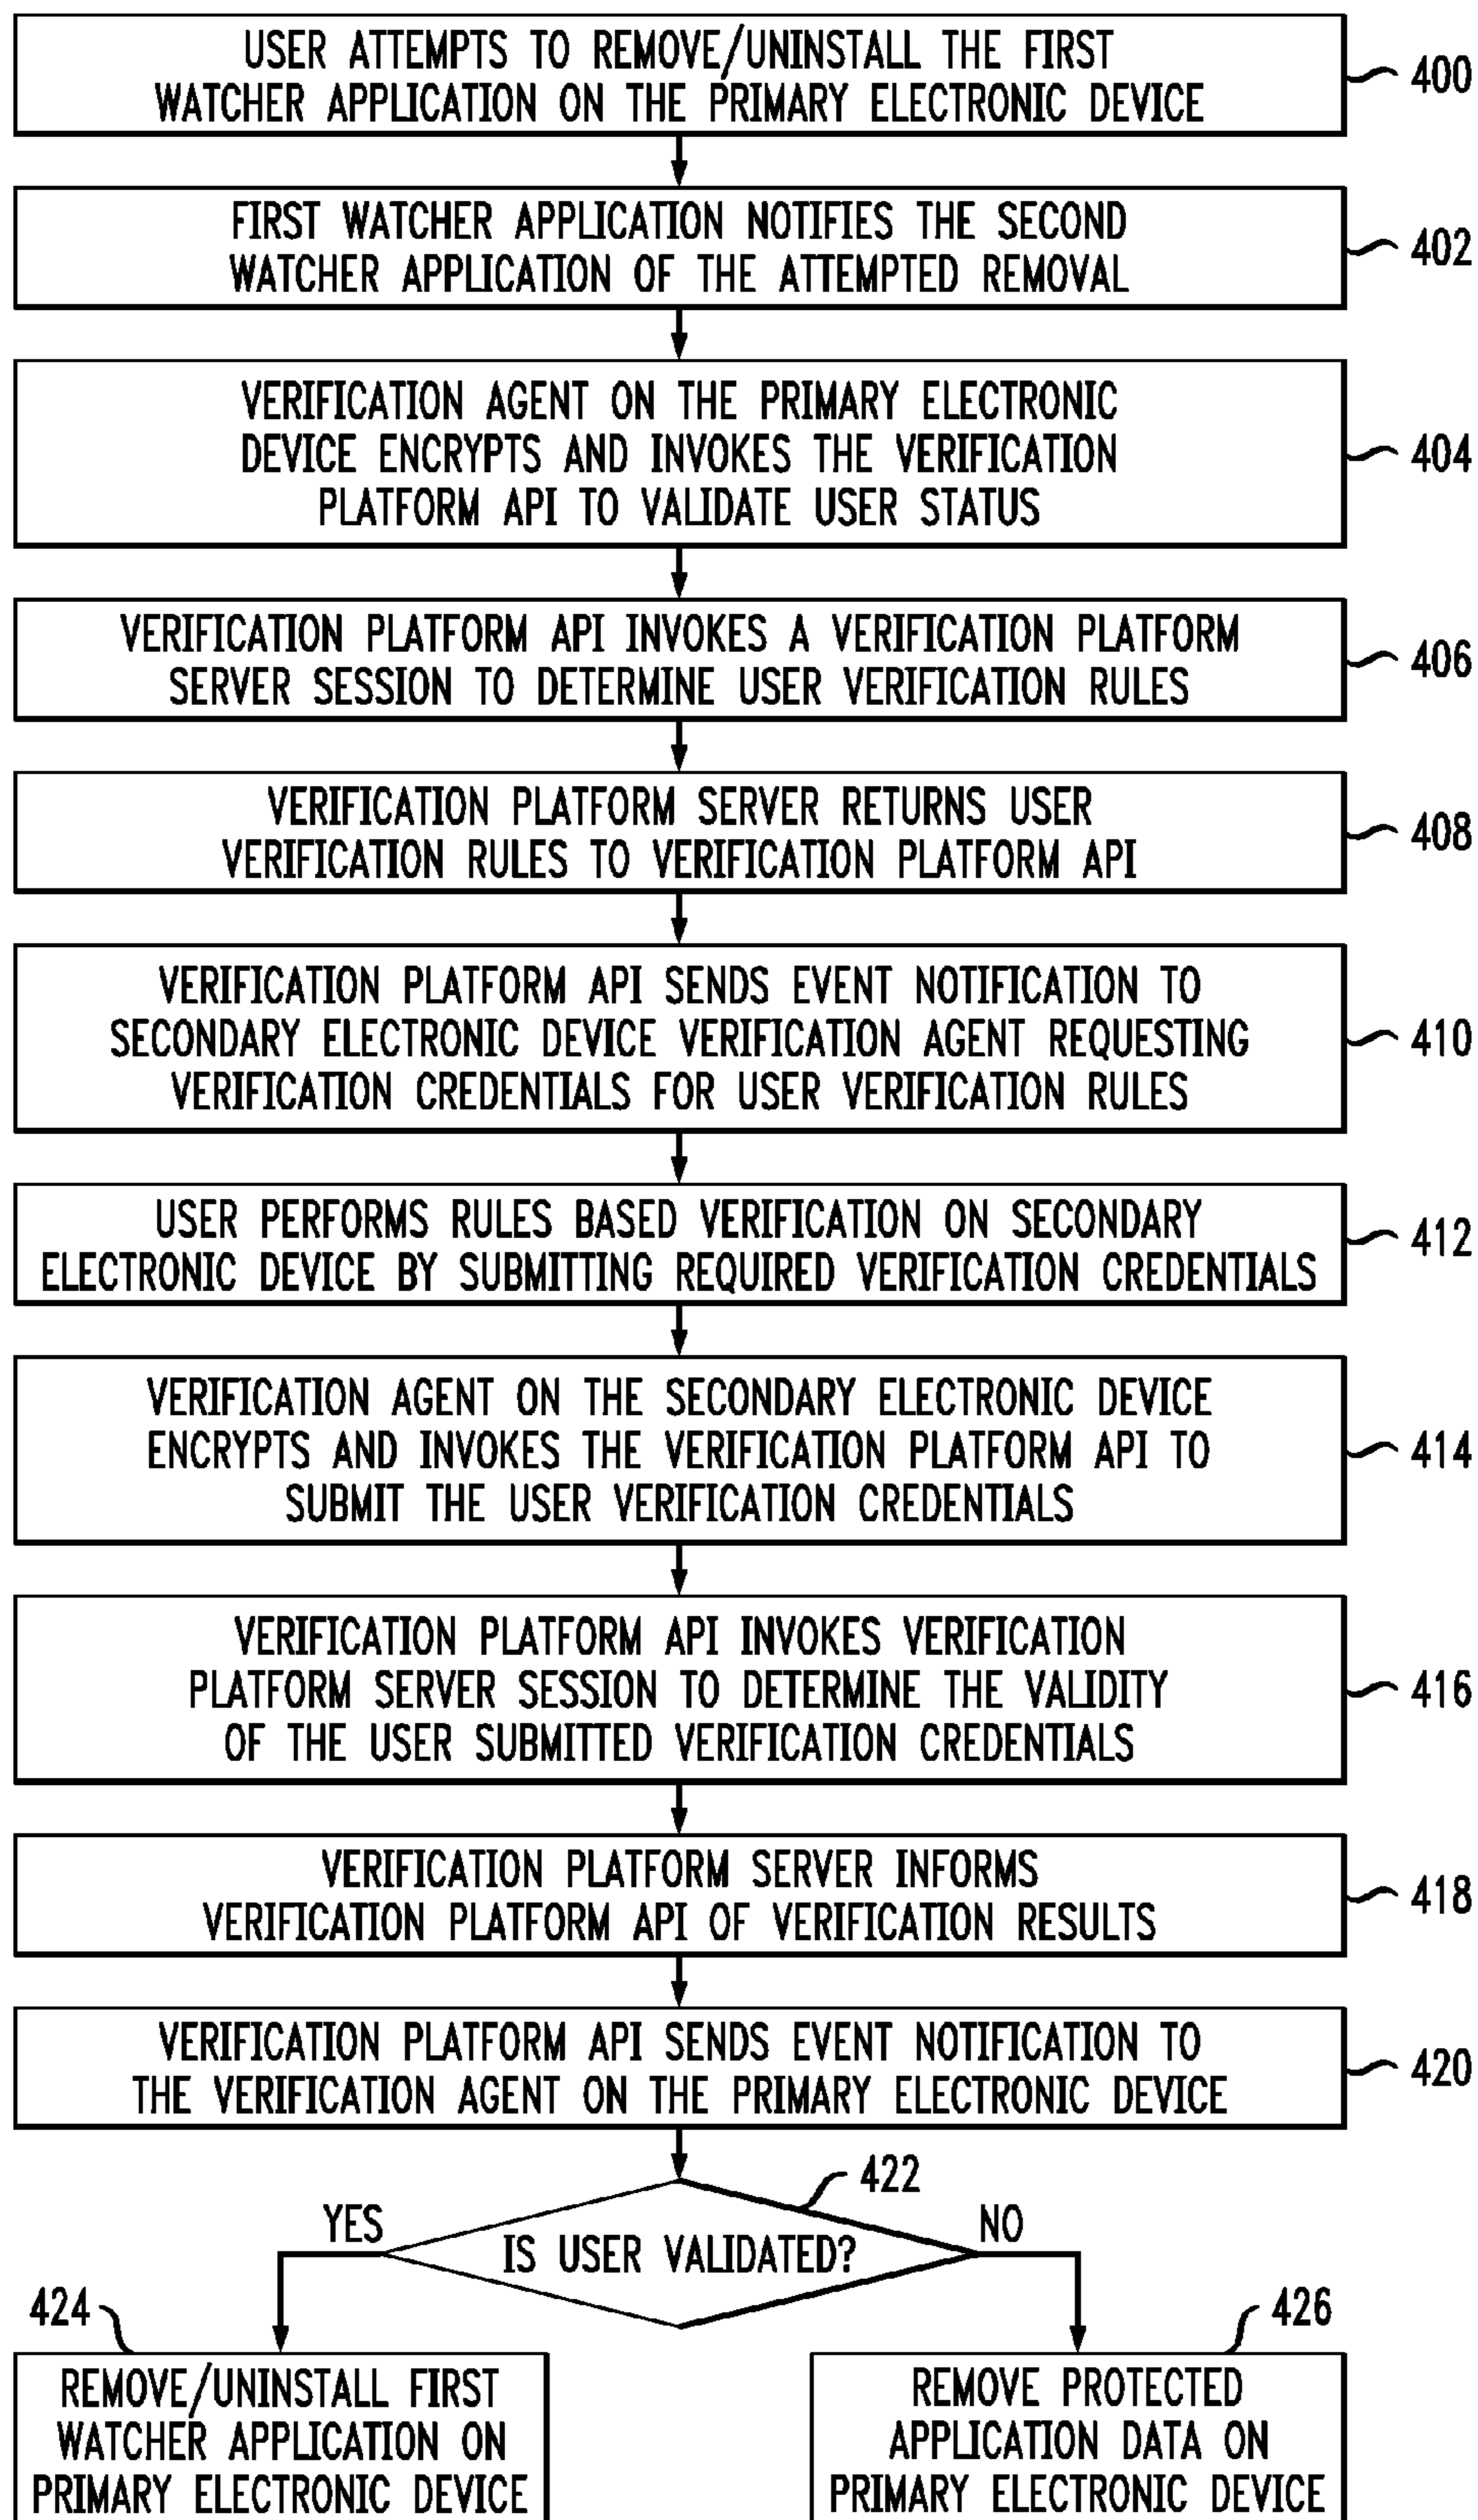 USER ATTEMPTS TO REMOVE/UNINSTALL THE FIRST
WATCHER APPLICATION ON THE PRIMARY ELECTRONIC DEVICE
400
FIRST WATCHER APPLICATION NOTIFIES THE SECOND
WATCHER APPLICATION OF THE ATTEMPTED REMOVAL
402
VERIFICATION AGENT ON THE PRIMARY ELECTRONIC
DEVICE ENCRYPTS AND INVOKES THE VERIFICATION
PLATFORM API TO VALIDATE USER STATUS
404
VERIFICATION PLATFORM API INVOKES A VERIFICATION PLATFORM
SERVER SESSION TO DETERMINE USER VERIFICATION RULES
406
VERIFICATION PLATFORM SERVER RETURNS USER
VERIFICATION RULES TO VERIFICATION PLATFORM API
408
VERIFICATION PLATFORM API SENDS EVENT NOTIFICATION TO
SECONDARY ELECTRONIC DEVICE VERIFICATION AGENT REQUESTING
VERIFICATION CREDENTIALS FOR USER VERIFICATION RULES
410
USER PERFORMS RULES BASED VERIFICATION ON SECONDARY
ELECTRONIC DEVICE BY SUBMITTING REQUIRED VERIFICATION CREDENTIALS
412
VERIFICATION AGENT ON THE SECONDARY ELECTRONIC DEVICE
ENCRYPTS AND INVOKES THE VERIFICATION PLATFORM API TO
SUBMIT THE USER VERIFICATION CREDENTIALS
414
VERIFICATION PLATFORM API INVOKES VERIFICATION
PLATFORM SERVER SESSION TO DETERMINE THE VALIDITY
OF THE USER SUBMITTED VERIFICATION CREDENTIALS
416
VERIFICATION PLATFORM SERVER INFORMS
VERIFICATION PLATFORM API OF VERIFICATION RESULTS
418
VERIFICATION PLATFORM API SENDS EVENT NOTIFICATION TO
THE VERIFICATION AGENT ON THE PRIMARY ELECTRONIC DEVICE
420
422
YES
IS USER VALIDATED?
NO
424
REMOVE/UNINSTALL FIRST
WATCHER APPLICATION ON
PRIMARY ELECTRONIC DEVICE
426
REMOVE PROTECTED
APPLICATION DATA ON
PRIMARY ELECTRONIC DEVICE